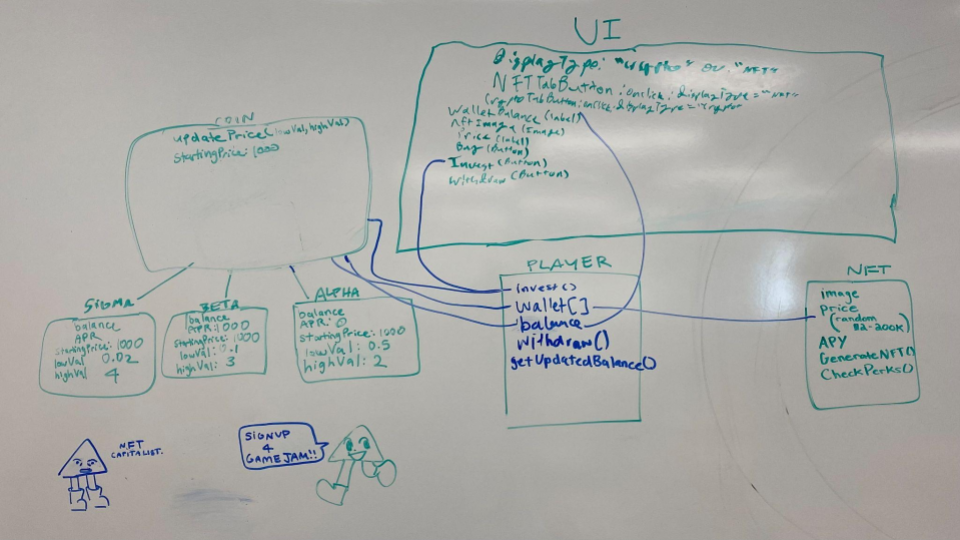 UI
DisplayType: "crypto" or "NFT"
NFTTabButton: onclick: displayType = "NFT"
CryptoTabButton: onclick: displayType = "crypto"
walletBalance (label)
nftImage (Image)
Price (label)
Buy (Button)
Invest (Button)
withdraw (Button)
COIN
updatePrice(lowVal, highVal)
startingPrice: 1000
SIGMA
balance
APR
startingPrice: 1000
lowVal 0.02
highVal 4
BETA
balance
startingPrice: 1000
lowVal: 0.1
highVal: 3
ALPHA
balance
APR: 0
startingPrice: 1000
lowVal: 0.5
highVal: 2
PLAYER
invest()
wallet[]
balance
withdraw()
getUpdatedBalance()
NFT
image
Price
(random
200K)
APY
GenerateNFT()
CheckPerks()
NFT
CAPITALIST.
SIGNUP
4
GAMEJAM!!